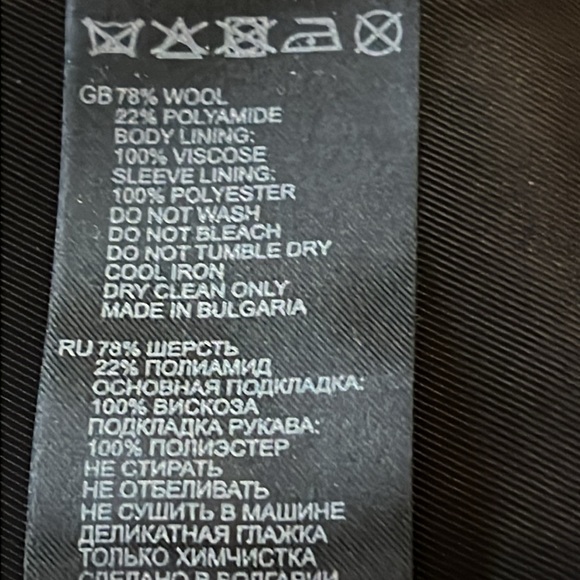 GB 78% WOOL
22% POLYAMIDE
BODY LINING:
100% VISCOSE
SLEEVE LINING:
100% POLYESTER
DO NOT WASH
DO NOT BLEACH
DO NOT TUMBLE DRY
COOL IRON
DRY CLEAN ONLY
MADE IN BULGARIA
RU 78% ШЕРСТЬ
22% ПОЛИАМИД
ОСНОВНАЯ ПОДКЛАДКА:
100% ВИСКОЗА
ПОДКЛАДКА РУКАВА:
100% ПОЛИЭСТЕР
НЕ СТИРАТЬ
НЕ ОТБЕЛИВАТЬ
НЕ СУШИТЬ В МАШИНЕ
ДЕЛИКАТНАЯ ГЛАЖКА
ТОЛЬКО ХИМЧИСТКА
СДЕЛАНО В БОЛГАРИИ